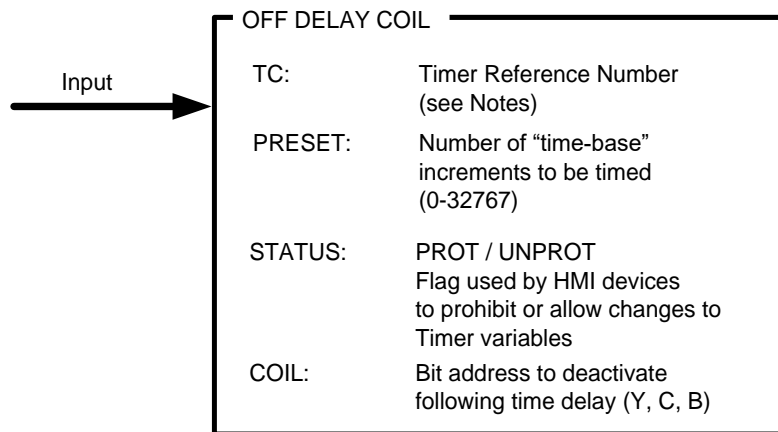 OFF DELAY COIL
Input
TC: Timer Reference Number
(see Notes)
PRESET: Number of “time-base”
increments to be timed
(0-32767)
STATUS: PROT / UNPROT
Flag used by HMI devices
to prohibit or allow changes to
Timer variables
COIL: Bit address to deactivate
following time delay (Y, C, B)